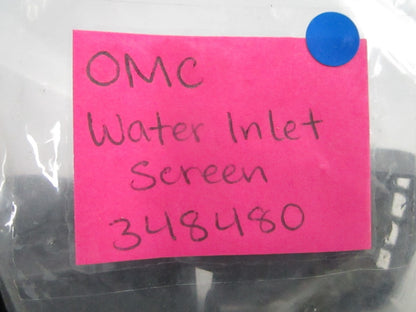 OMC
Water Inlet
Screen
348480